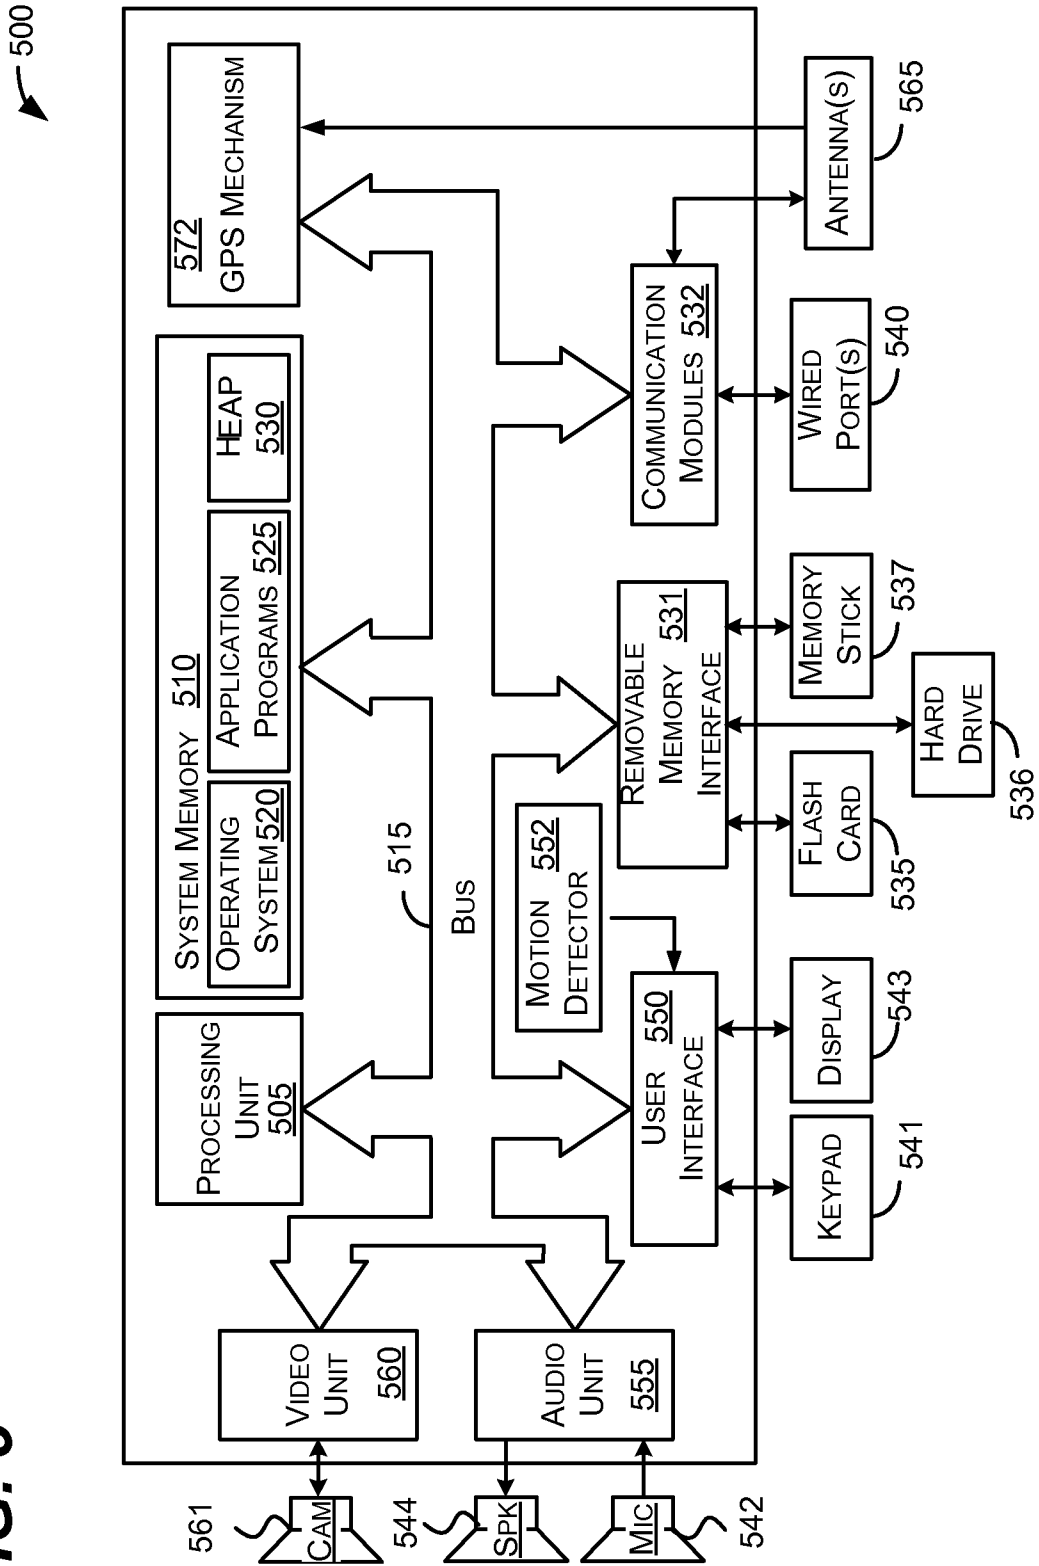 500
PROCESSING
UNIT
505
SYSTEM MEMORY 510
OPERATING
SYSTEM 520
APPLICATION
PROGRAMS 525
HEAP
530
572
GPS MECHANISM
561
CAM
VIDEO
UNIT
560
515
BUS
544
SPK
AUDIO
UNIT
555
MIC
542
MOTION 552
DETECTOR
USER 550
INTERFACE
REMOVABLE
MEMORY 531
INTERFACE
COMMUNICATION
MODULES 532
KEYPAD
541
DISPLAY
543
FLASH
CARD
535
HARD
DRIVE
536
MEMORY
STICK
537
WIRED
PORT(S)
540
ANTENNA(S)
565